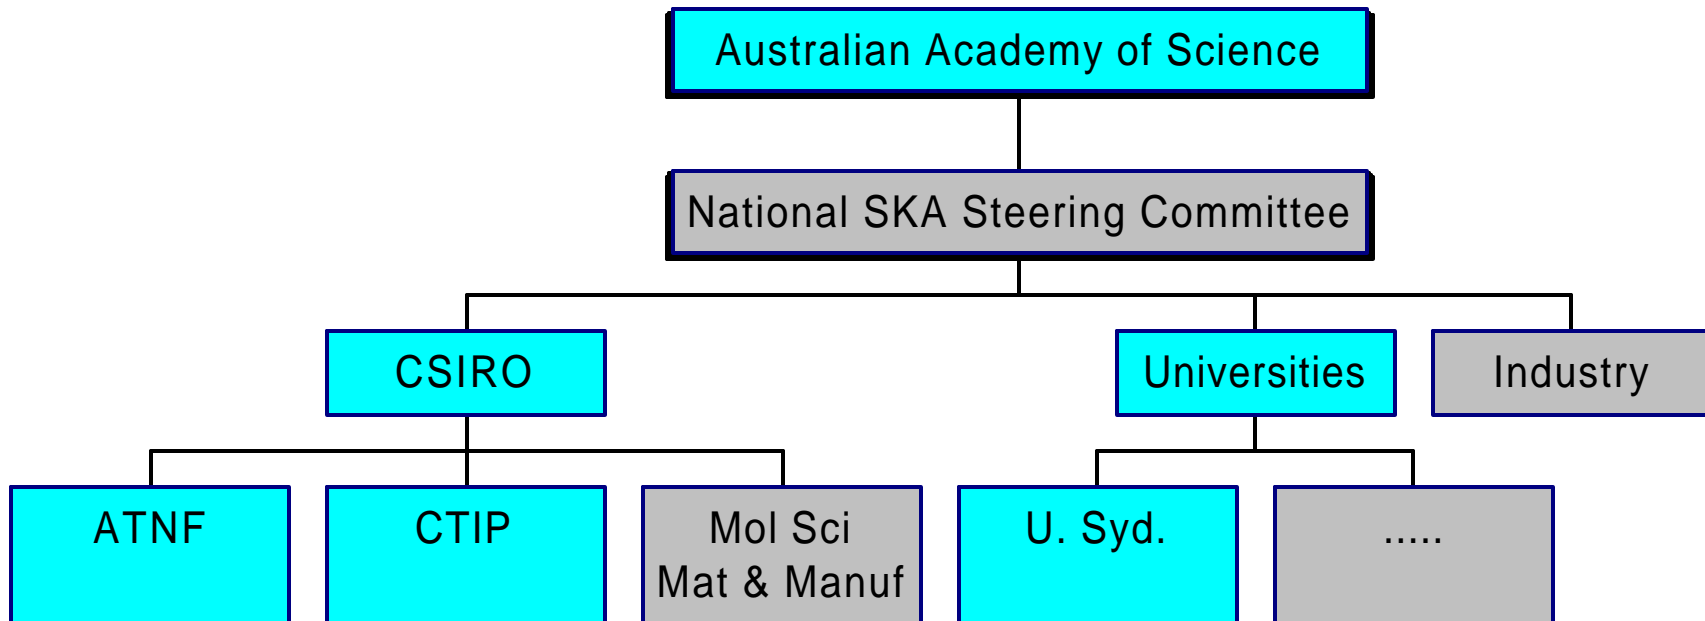 Australian Academy of Science
National SKA Steering Committee
CSIRO
Universities
Industry
ATNF
CTIP
Mol Sci
Mat & Manuf
U. Syd.
.....